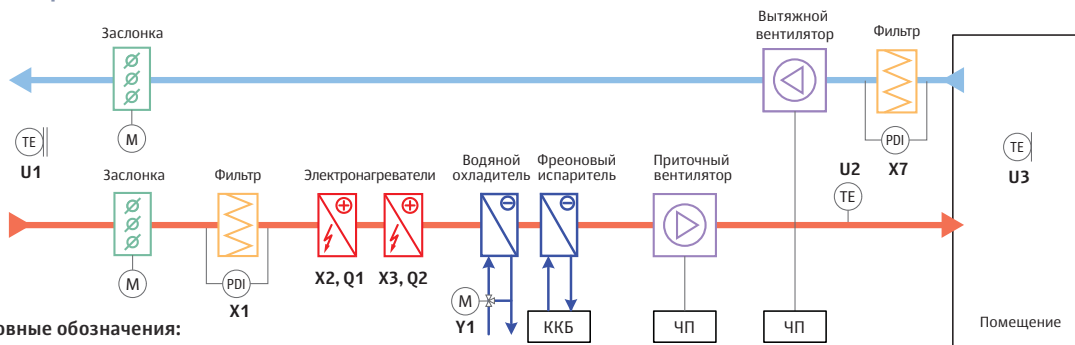 Заслонка
Вытяжной
вентилятор
Фильтр
M
PDI
X7
TE
U1
TE
U3
Заслонка
Фильтр
Электронагреватели
Водяной
охладитель
Фреоновый
испаритель
Приточный
вентилятор
U2
TE
M
PDI
X1
X2, Q1
X3, Q2
M
Y1
ККБ
ЧП
ЧП
Помещение
овные обозначения: